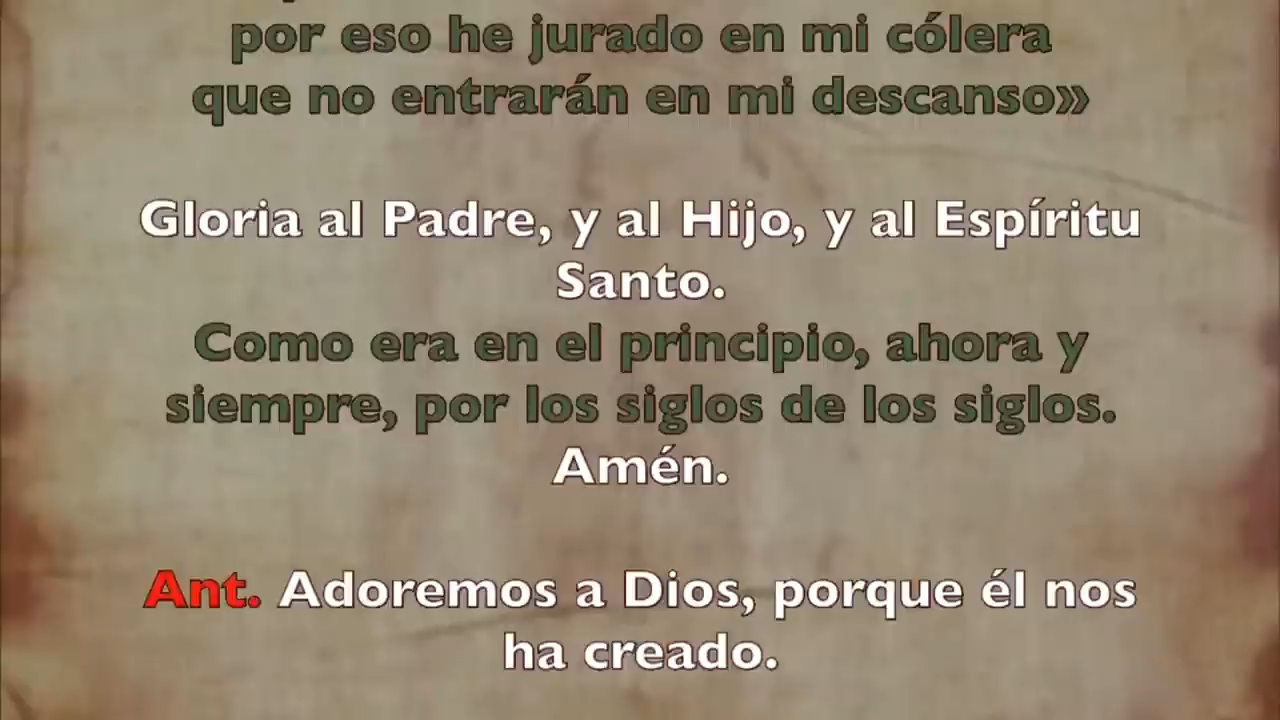 por eso he jurado en mi cólera
que no entrarán en mi descanso»
Gloria al Padre, y al Hijo, y al Espíritu
Santo.
Como era en el principio, ahora y
siempre, por los siglos de los siglos.
Amén.
Ant. Adoremos a Dios, porque él nos
ha creado.